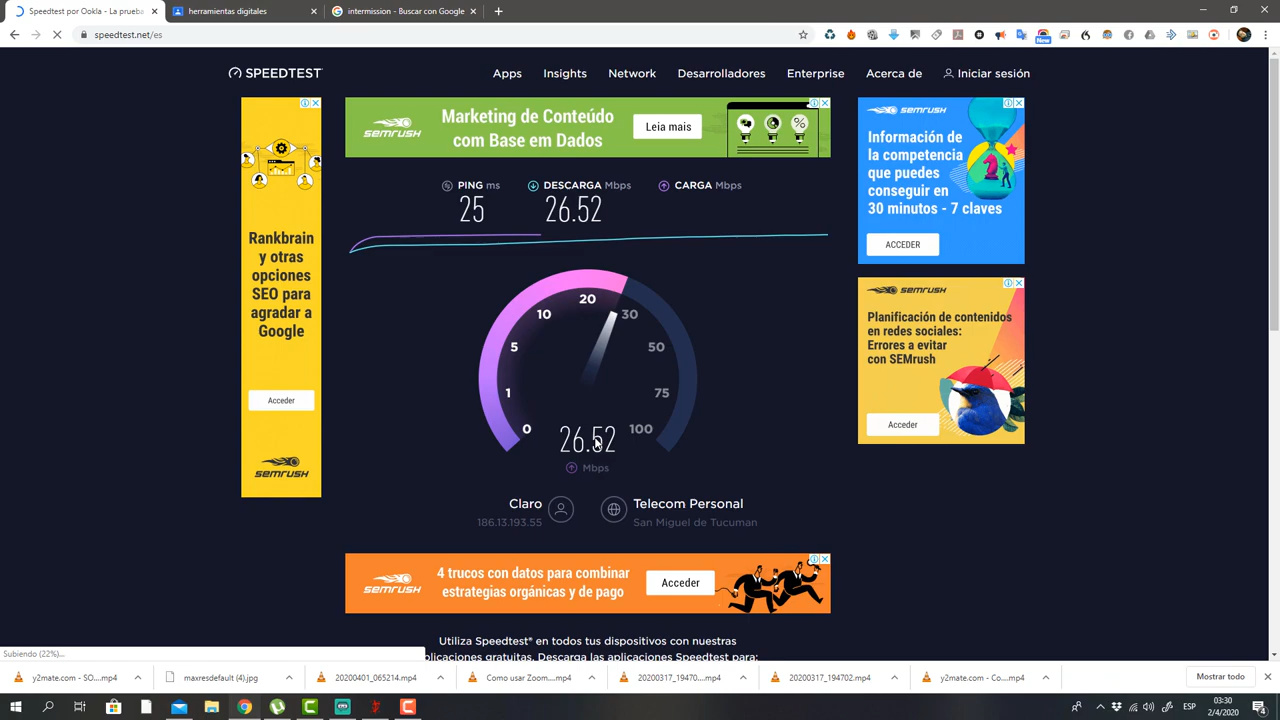 Speedtest por Ookla - La prueba
herramientas digitales
intermission - Buscar con Google
speedtest.net/es
New
SPEEDTEST
Apps
Insights
Network
Desarrolladores
Enterprise
Acerca de
Iniciar sesión
SEMRUSH
Marketing de Conteúdo
com Base em Dados
Leia mais
Rankbrain
y otras
opciones
SEO para
agradar a
Google
Acceder
SEMRUSH
SEMRUSH
Información de
la competencia
que puedes
conseguir en
30 minutos - 7 claves
ACCEDER
SEMRUSH
Planificación de contenidos
en redes sociales:
Errores a evitar
con SEMrush
Acceder
PING ms
25
DESCARGA Mbps
26.52
CARGA Mbps
0
1
5
10
20
30
50
75
100
26.52
Mbps
Claro
186.13.193.55
Telecom Personal
San Miguel de Tucuman
SEMRUSH
4 trucos con datos para combinar
estrategias orgánicas y de pago
Acceder
Utiliza Speedtest® en todos tus dispositivos con nuestras
plicaciones gratuitas. Descarga las aplicaciones Speedtest para:
Subiendo (22%)...
y2mate.com - SO....mp4
maxresdefault (4).jpg
20200401_065214.mp4
Como usar Zoom....mp4
20200317_19470....mp4
20200317_194702.mp4
y2mate.com - Co....mp4
Mostrar todo
ESP
03:30
2/4/2020
4